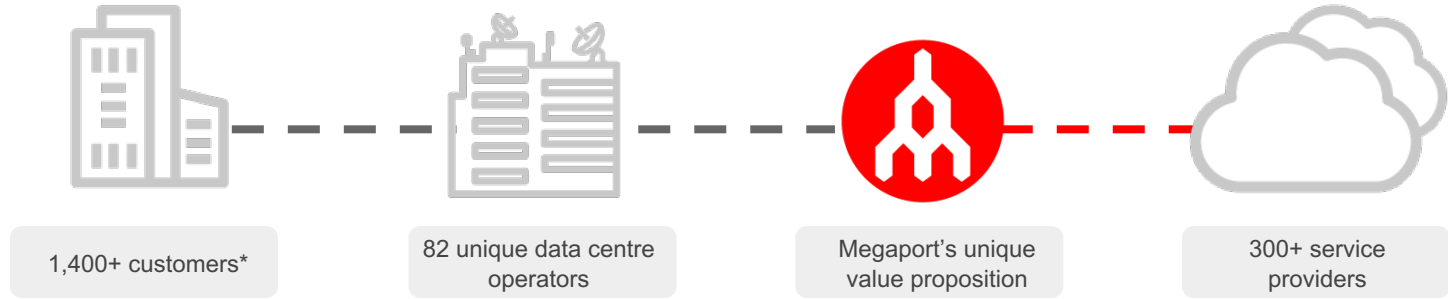 1,400+ customers*
82 unique data centre
operators
Megaport's unique
value proposition
300+ service
providers